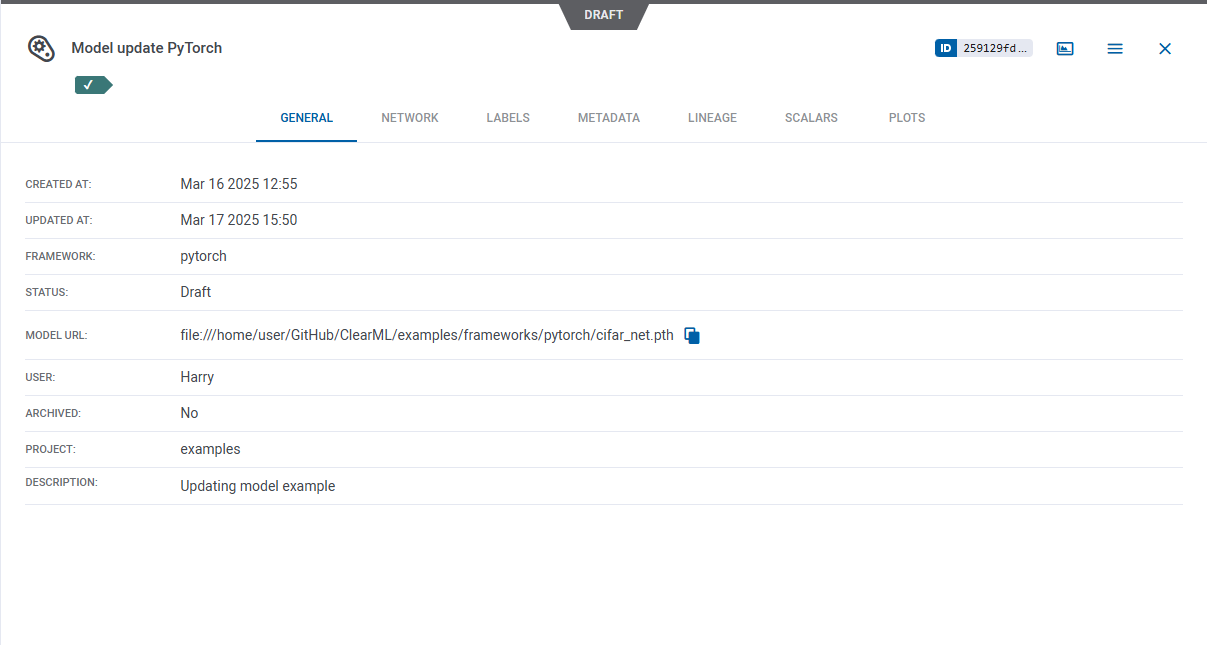 DRAFT
Model update PyTorch
ID 259129fd ...
✓
GENERAL NETWORK LABELS METADATA LINEAGE SCALARS PLOTS
CREATED AT: Mar 16 2025 12:55
UPDATED AT: Mar 17 2025 15:50
FRAMEWORK: pytorch
STATUS: Draft
MODEL URL: file:///home/user/GitHub/ClearML/examples/frameworks/pytorch/cifar_net.pth
USER: Harry
ARCHIVED: No
PROJECT: examples
DESCRIPTION: Updating model example